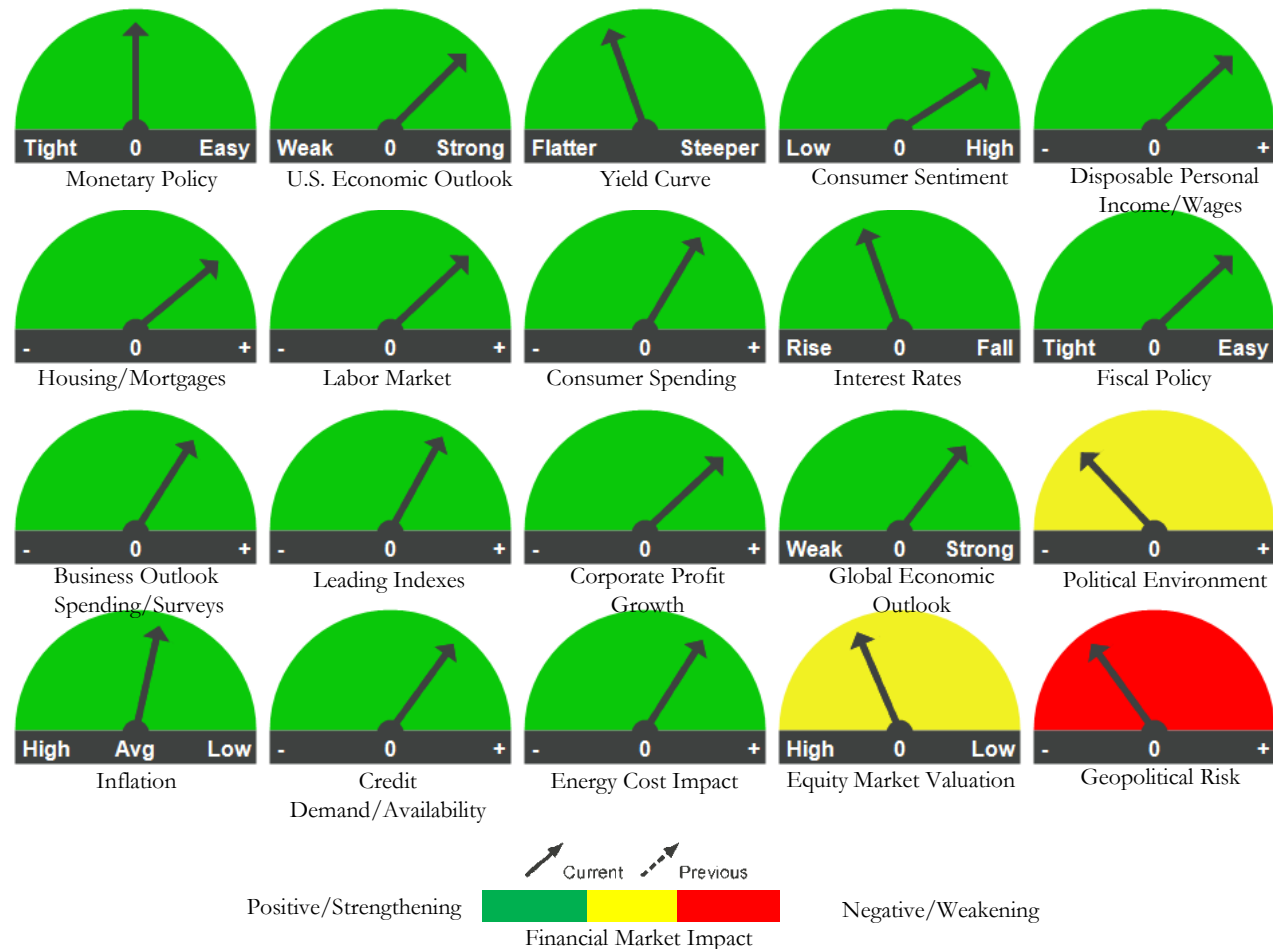 Tight 0 Easy
Monetary Policy
Weak 0 Strong
U.S. Economic Outlook
Flatter Steeper
Yield Curve
Low 0 High
Consumer Sentiment
- 0 +
Disposable Personal
Income/Wages
- 0 +
Housing/Mortgages
- 0 +
Labor Market
- 0 +
Consumer Spending
Rise 0 Fall
Interest Rates
Tight 0 Easy
Fiscal Policy
- 0 +
Business Outlook
Spending/Surveys
- 0 +
Leading Indexes
- 0 +
Corporate Profit
Growth
Weak 0 Strong
Global Economic
Outlook
- 0 +
Political Environment
High Avg Low
Inflation
- 0 +
Credit
Demand/Availability
- 0 +
Energy Cost Impact
High 0 Low
Equity Market Valuation
- 0 +
Geopolitical Risk
Current Previous
Positive/Strengthening Negative/Weakening
Financial Market Impact